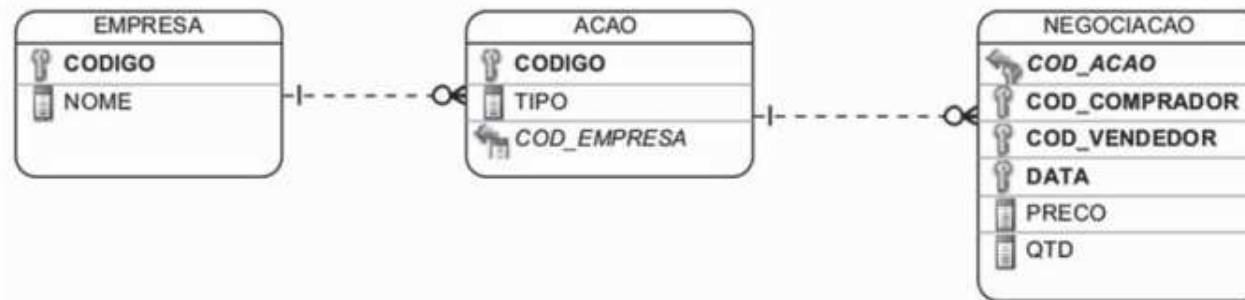 EMPRESA
CODIGO
NOME
ACAO
CODIGO
TIPO
COD_EMPRESA
NEGOCIACAO
COD_ACAO
COD_COMPRADOR
COD_VENDEDOR
DATA
PRECO
QTD